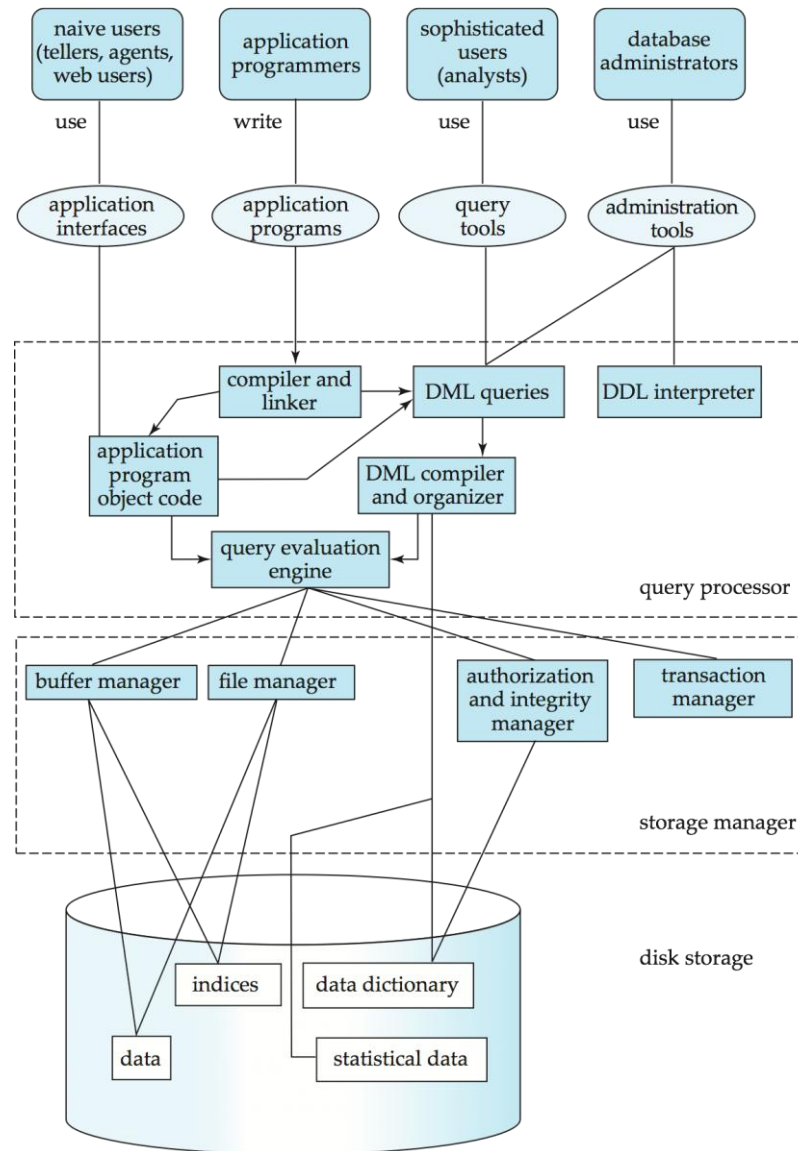 naive users
(tellers, agents,
web users)
application
programmers
sophisticated
users
(analysts)
database
administrators
use
write
use
use
application
interfaces
application
programs
query
tools
administration
tools
compiler and
linker
DML queries
DDL interpreter
application
program
object code
DML compiler
and organizer
query evaluation
engine
query processor
buffer manager
file manager
authorization
and integrity
manager
transaction
manager
storage manager
disk storage
indices
data dictionary
data
statistical data